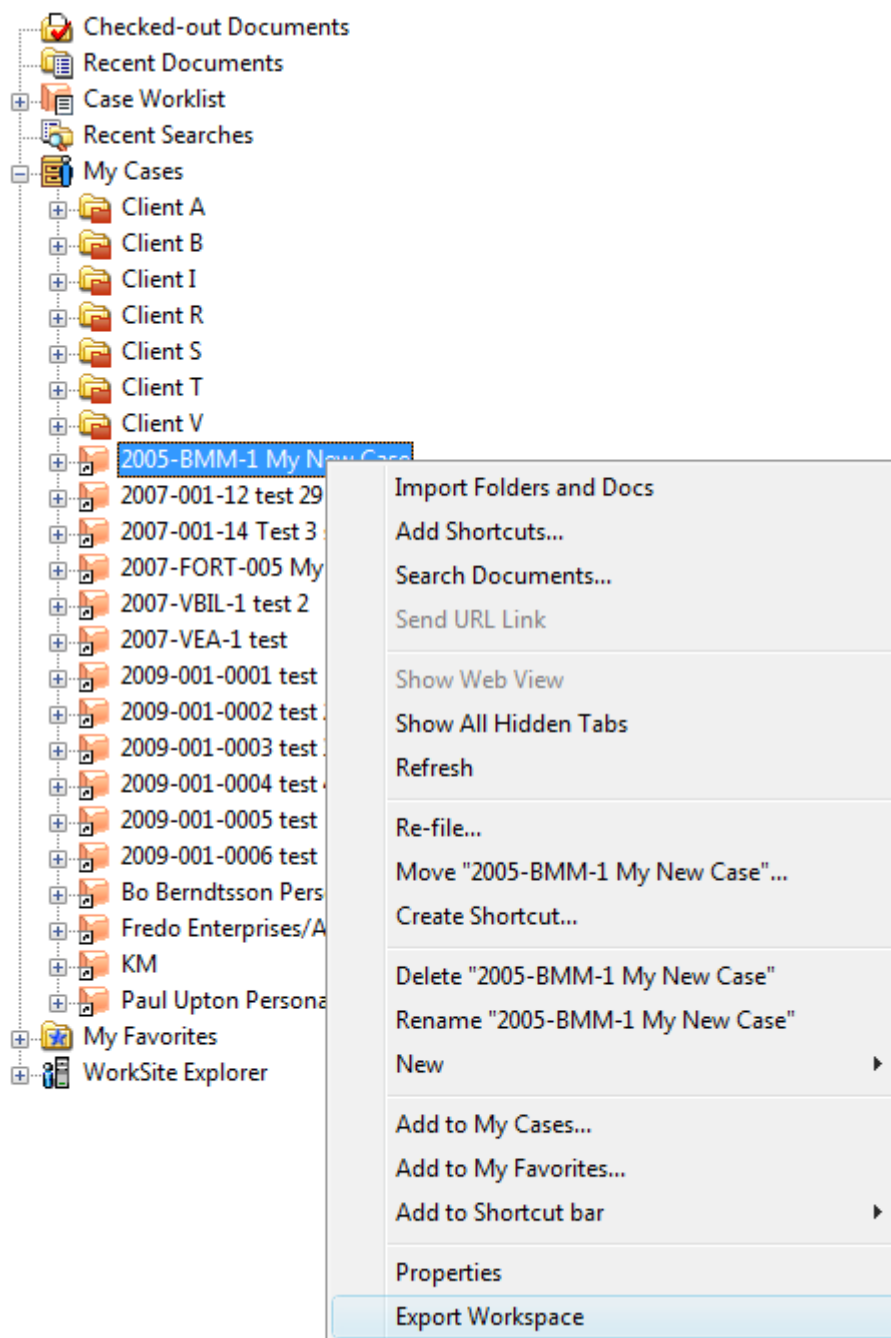 Checked-out Documents
Recent Documents
Case Worklist
Recent Searches
My Cases
Client A
Client B
Client I
Client R
Client S
Client T
Client V
2005-BMM-1 My New Case
2007-001-12 test 29
2007-001-14 Test 3
2007-FORT-005 My
2007-VBIL-1 test 2
2007-VEA-1 test
2009-001-0001 test
2009-001-0002 test
2009-001-0003 test
2009-001-0004 test
2009-001-0005 test
2009-001-0006 test
Bo Berndtsson Pers
Fredo Enterprises/A
KM
Paul Upton Persona
My Favorites
WorkSite Explorer
Import Folders and Docs
Add Shortcuts...
Search Documents...
Send URL Link
Show Web View
Show All Hidden Tabs
Refresh
Re-file...
Move "2005-BMM-1 My New Case"...
Create Shortcut...
Delete "2005-BMM-1 My New Case"
Rename "2005-BMM-1 My New Case"
New
Add to My Cases...
Add to My Favorites...
Add to Shortcut bar
Properties
Export Workspace